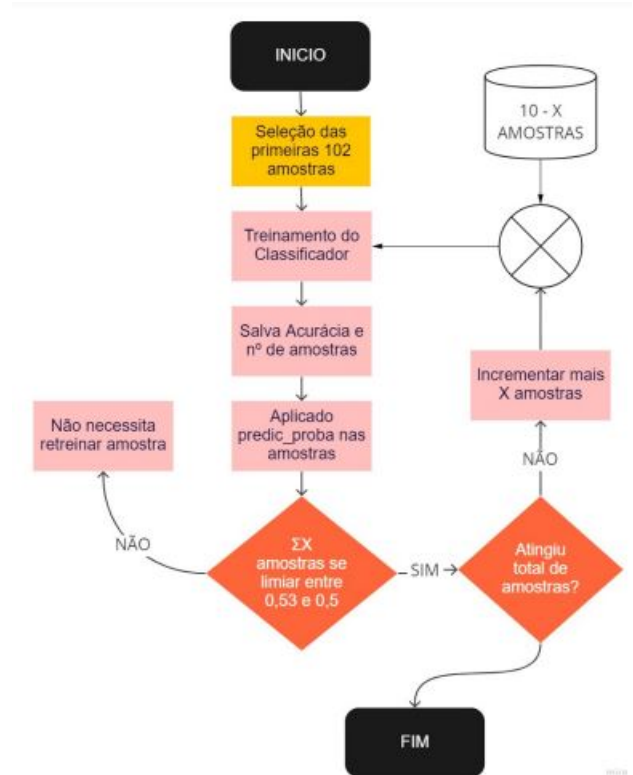 INICIO
Seleção das
primeiras 102
amostras
10 - X
AMOSTRAS
Treinamento do
Classificador
Salva Acurácia e
nº de amostras
Incrementar mais
X amostras
Não necessita
retreinar amostra
Aplicado
predic_proba nas
amostras
NÃO
NÃO
ΣX
amostras se
limiar entre
0,53 e 0,5
SIM
Atingiu
total de
amostras?
FIM